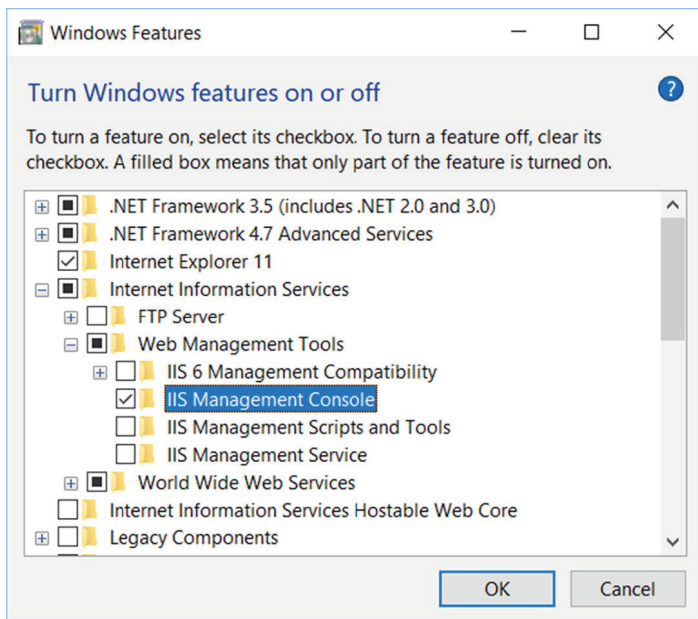 Windows Features
Turn Windows features on or off
?
To turn a feature on, select its checkbox. To turn a feature off, clear its
checkbox. A filled box means that only part of the feature is turned on.
.NET Framework 3.5 (includes .NET 2.0 and 3.0)
.NET Framework 4.7 Advanced Services
Internet Explorer 11
Internet Information Services
FTP Server
Web Management Tools
IIS 6 Management Compatibility
IIS Management Console
IIS Management Scripts and Tools
IIS Management Service
World Wide Web Services
Internet Information Services Hostable Web Core
Legacy Components
OK
Cancel